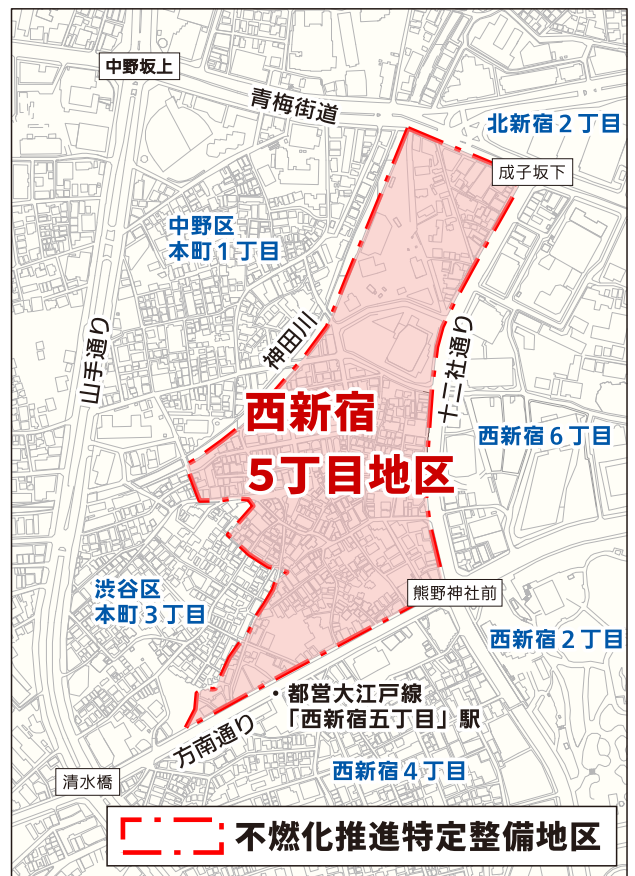 中野坂上
青梅街道
北新宿２丁目
成子坂下
中野区
本町１丁目
神田川
山手通り
十二社通り
西新宿
５丁目地区
西新宿６丁目
渋谷区
本町３丁目
熊野神社前
西新宿２丁目
・都営大江戸線
「西新宿五丁目」駅
方南通り
西新宿４丁目
清水橋
不燃化推進特定整備地区